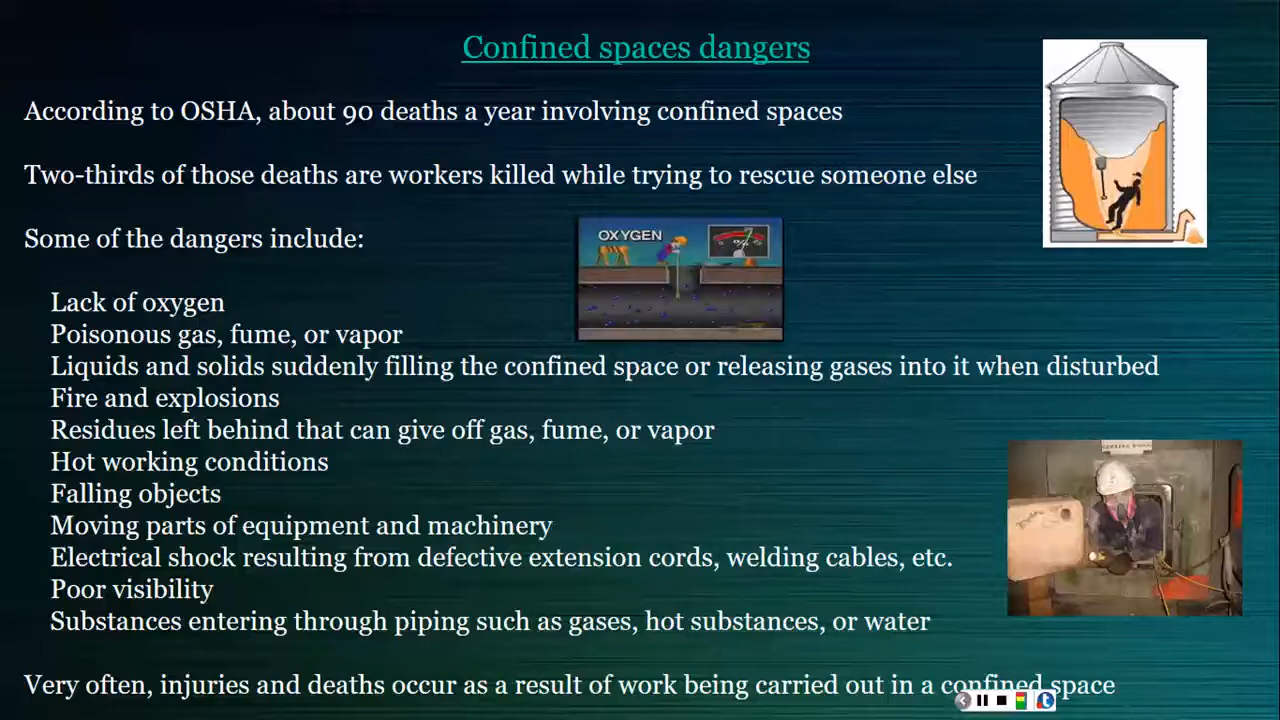 Confined spaces dangers
According to OSHA, about 90 deaths a year involving confined spaces
Two-thirds of those deaths are workers killed while trying to rescue someone else
Some of the dangers include:
OXYGEN
Lack of oxygen
Poisonous gas, fume, or vapor
Liquids and solids suddenly filling the confined space or releasing gases into it when disturbed
Fire and explosions
Residues left behind that can give off gas, fume, or vapor
Hot working conditions
Falling objects
Moving parts of equipment and machinery
Electrical shock resulting from defective extension cords, welding cables, etc.
Poor visibility
Substances entering through piping such as gases, hot substances, or water
Very often, injuries and deaths occur as a result of work being carried out in a confined space